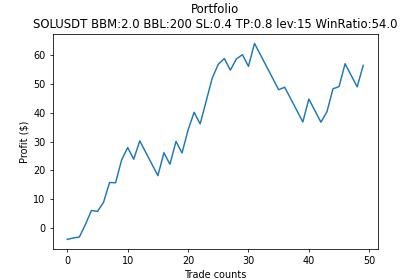 Portfolio
SOLUSDT BBM:2.0 BBL:200 SL:0.4 TP:0.8 lev:15 WinRatio:54.0
60
50
40
30
20
10
0
Profit ($)
0 10 20 30 40 50
Trade counts